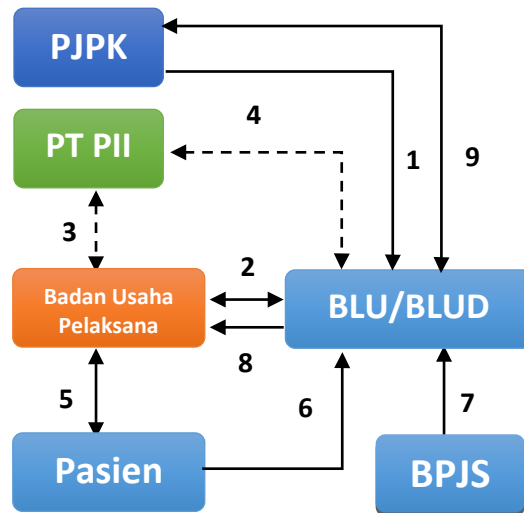 PJPK
PT PII
4
1
9
3
Badan Usaha
Pelaksana
2
BLU/BLUD
8
5
6
7
Pasien
BPJS